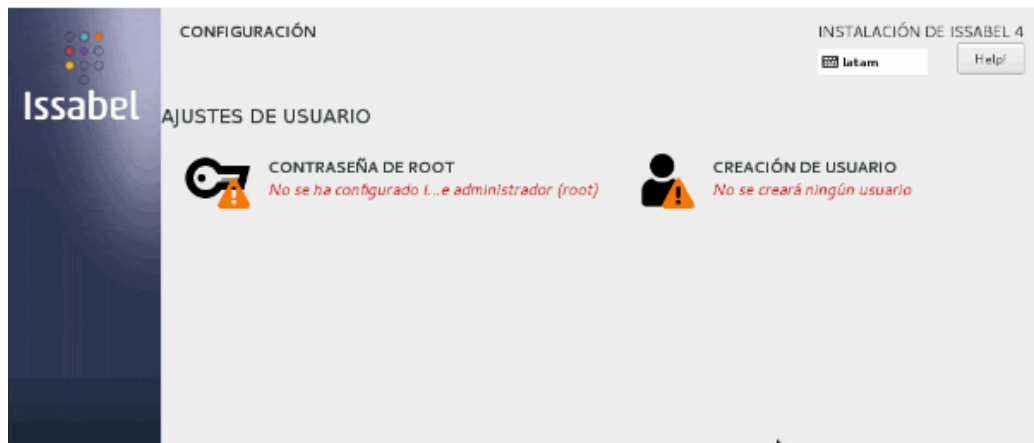 CONFIGURACIÓN
INSTALACIÓN DE ISSABEL 4
latam
Help!
Issabel
AJUSTES DE USUARIO
CONTRASEÑA DE ROOT
No se ha configurado l...e administrador (root)
CREACIÓN DE USUARIO
No se creará ningún usuario